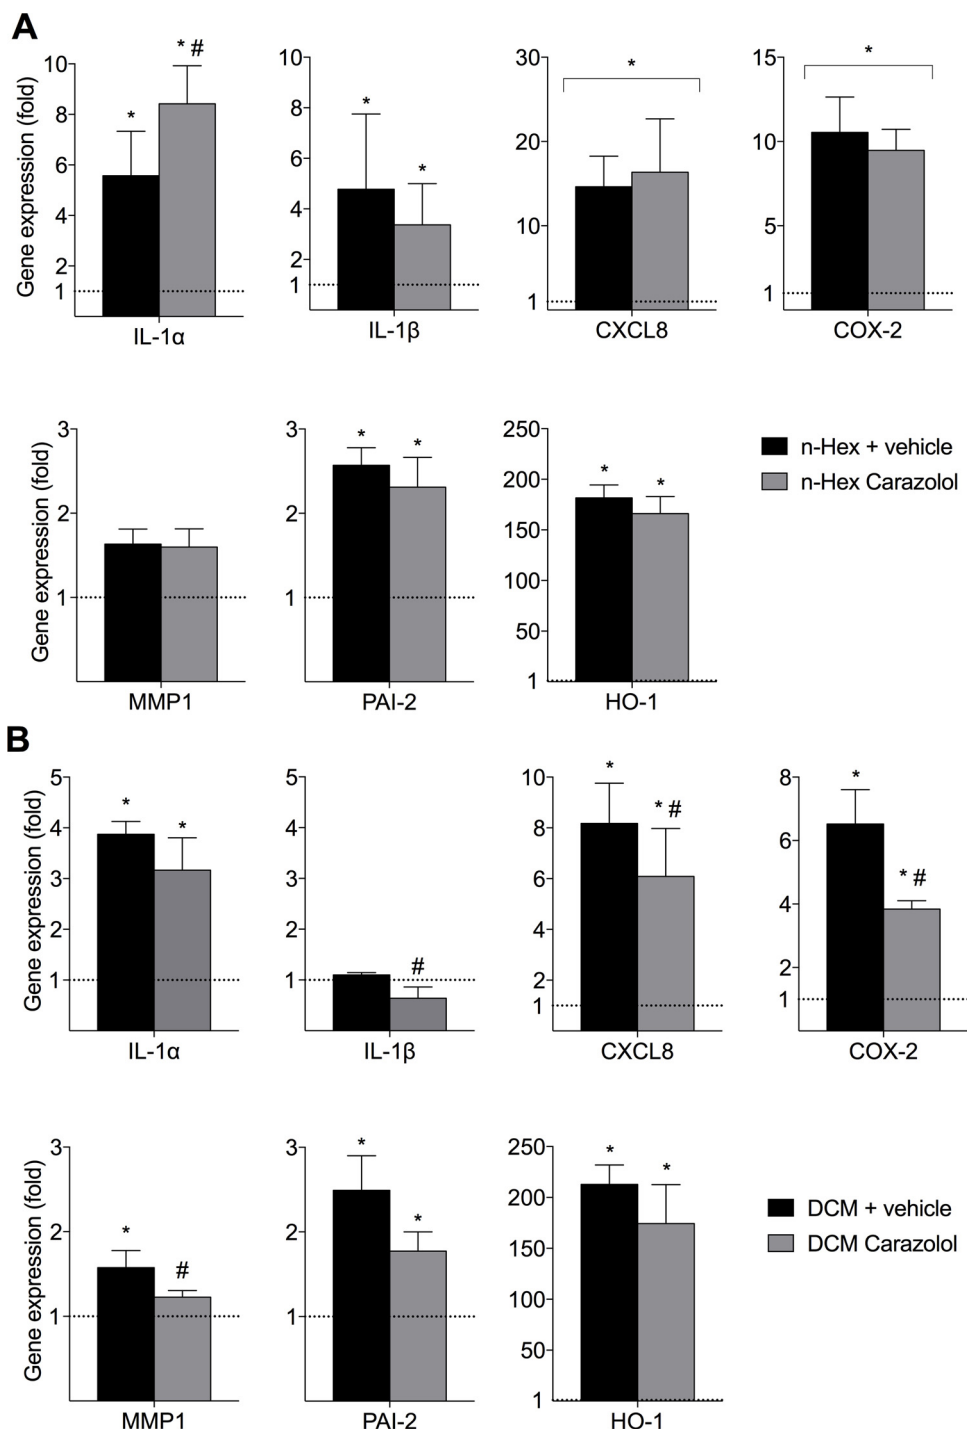 A
Gene expression (fold)
10
8
6
4
2
1
* * #
IL-1α
10
8
6
4
2
1
* *
IL-1β
30
20
10
1
*
CXCL8
15
10
5
1
*
COX-2
Gene expression (fold)
3
2
1
MMP1
3
2
1
* *
PAI-2
250
200
150
100
50
1
* *
HO-1
n-Hex + vehicle
n-Hex Carazolol
B
Gene expression (fold)
5
4
3
2
1
* *
IL-1α
5
4
3
2
1
#
IL-1β
10
8
6
4
2
1
* * #
CXCL8
8
6
4
2
1
* * #
COX-2
Gene expression (fold)
3
2
1
* #
MMP1
3
2
1
* *
PAI-2
250
200
150
100
50
1
* *
HO-1
DCM + vehicle
DCM Carazolol